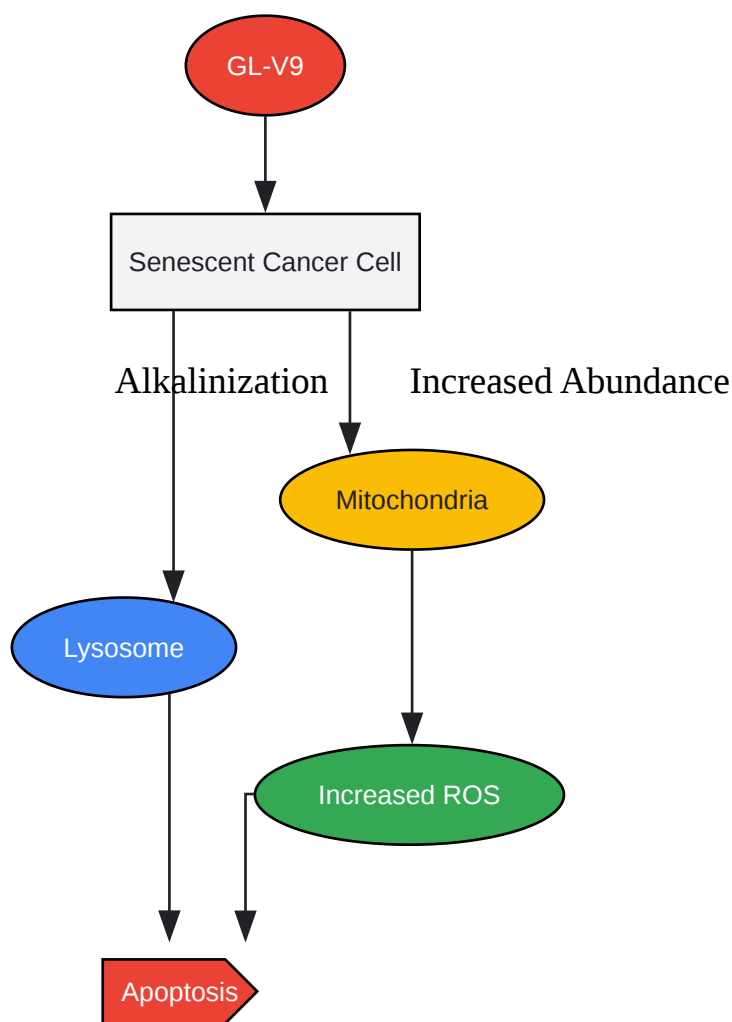 GL-V9
Senescent Cancer Cell
Alkalinization
Increased Abundance
Mitochondria
Lysosome
Increased ROS
Apoptosis